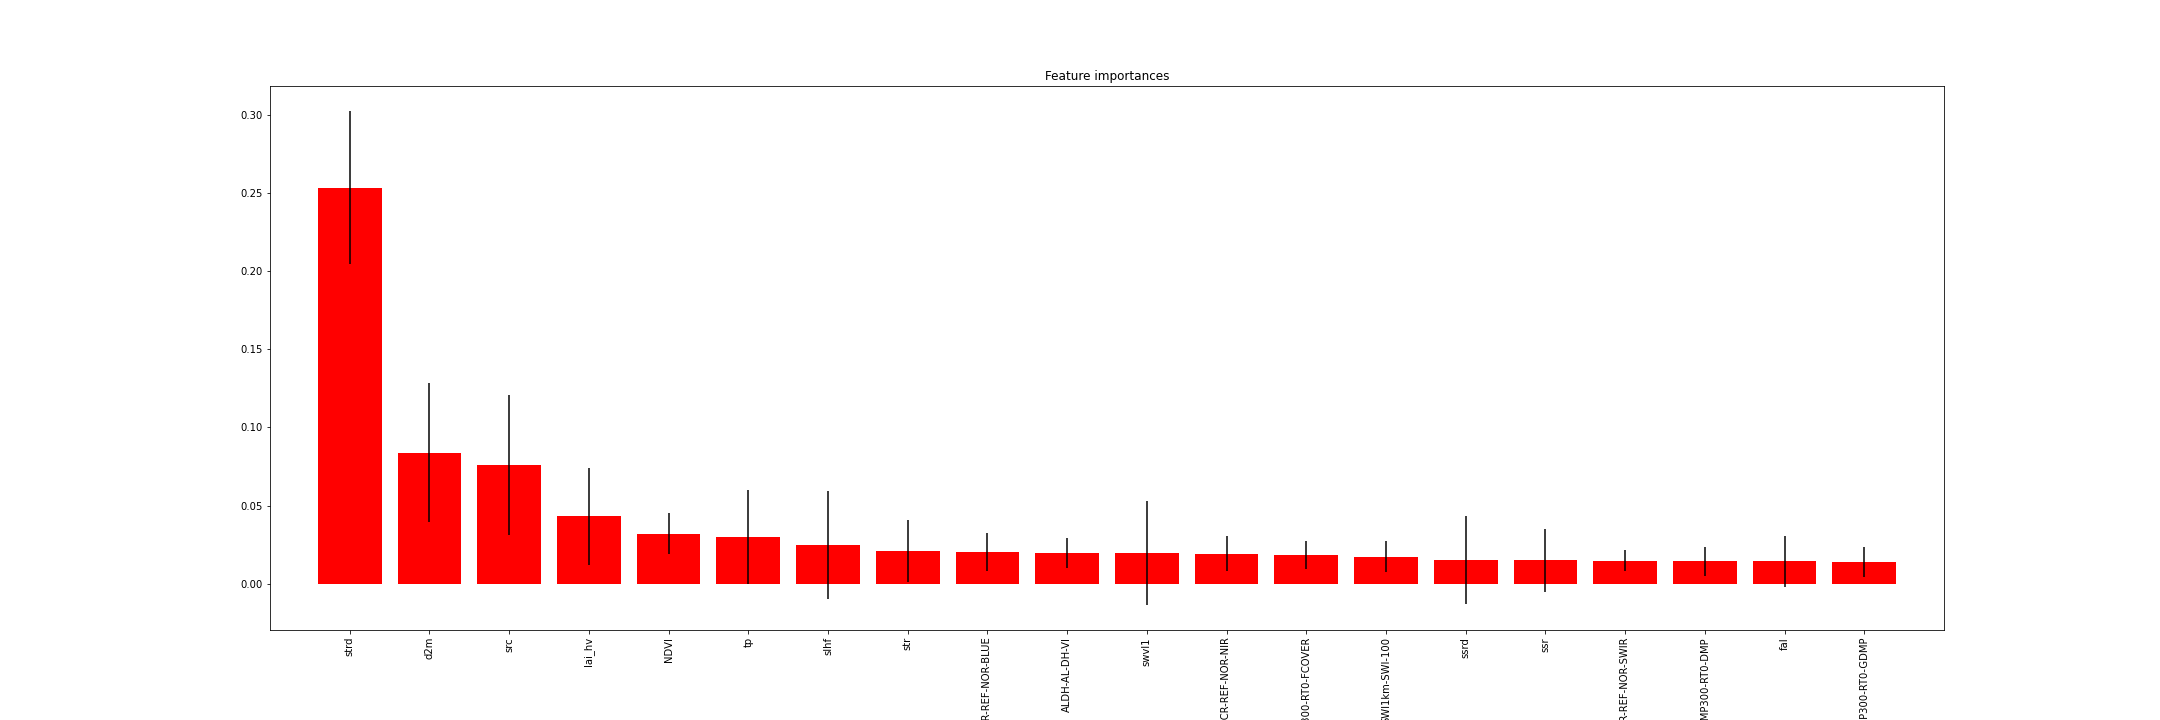 Feature importances
0.30
0.25
0.20
0.15
0.10
0.05
0.00
strd
d2m
src
lai_hv
NDVI
tp
slhf
str
R-REF-NOR-BLUE
ALDH-AL-DH-VI
swvl1
CR-REF-NOR-NIR
300-RT0-FCOVER
SWI1km-SWI-100
ssrd
ssr
R-REF-NOR-SWIR
MP300-RT0-DMP
fal
P300-RT0-GDMP